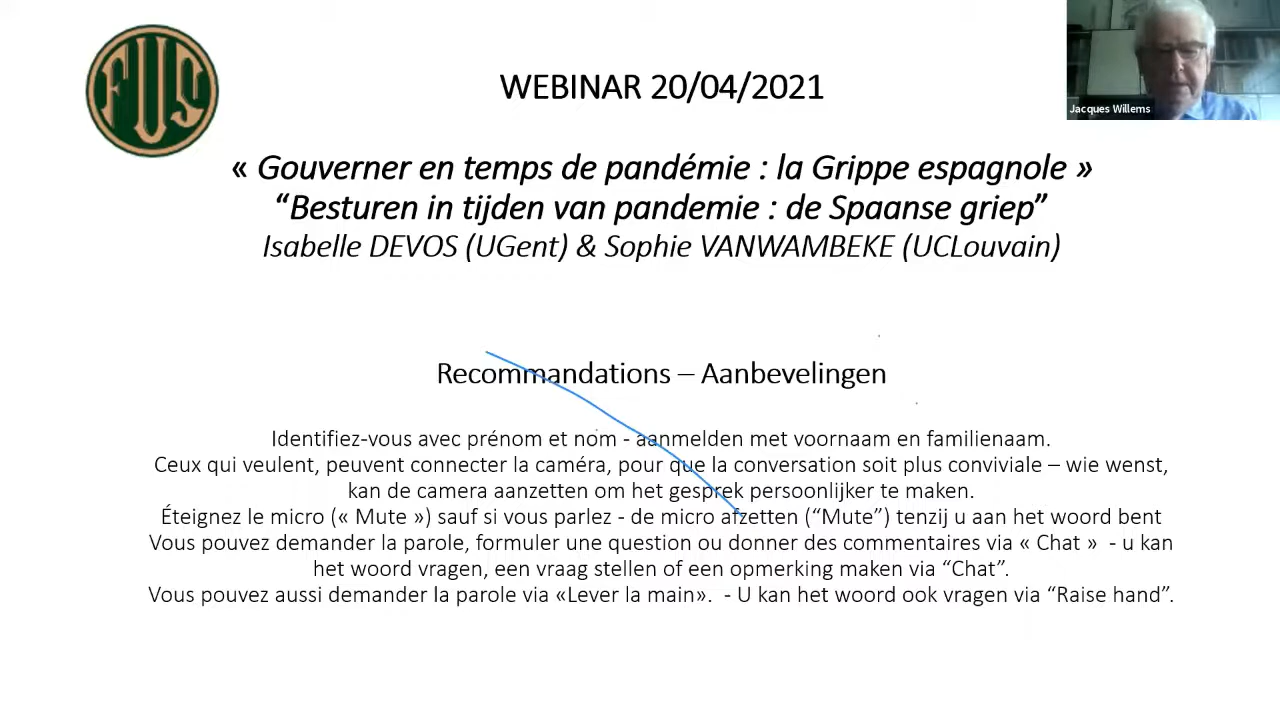 FUS
WEBINAR 20/04/2021
Jacques Willems
« Gouverner en temps de pandémie : la Grippe espagnole »
“Besturen in tijden van pandemie : de Spaanse griep”
Isabelle DEVOS (UGent) & Sophie VANWAMBEKE (UCLouvain)
Recommandations – Aanbevelingen
Identifiez-vous avec prénom et nom - aanmelden met voornaam en familienaam.
Ceux qui veulent, peuvent connecter la caméra, pour que la conversation soit plus conviviale – wie wenst,
kan de camera aanzetten om het gesprek persoonlijker te maken.
Éteignez le micro (« Mute ») sauf si vous parlez - de micro afzetten (“Mute”) tenzij u aan het woord bent
Vous pouvez demander la parole, formuler une question ou donner des commentaires via « Chat » - u kan
het woord vragen, een vraag stellen of een opmerking maken via “Chat”.
Vous pouvez aussi demander la parole via «Lever la main». - U kan het woord ook vragen via “Raise hand”.